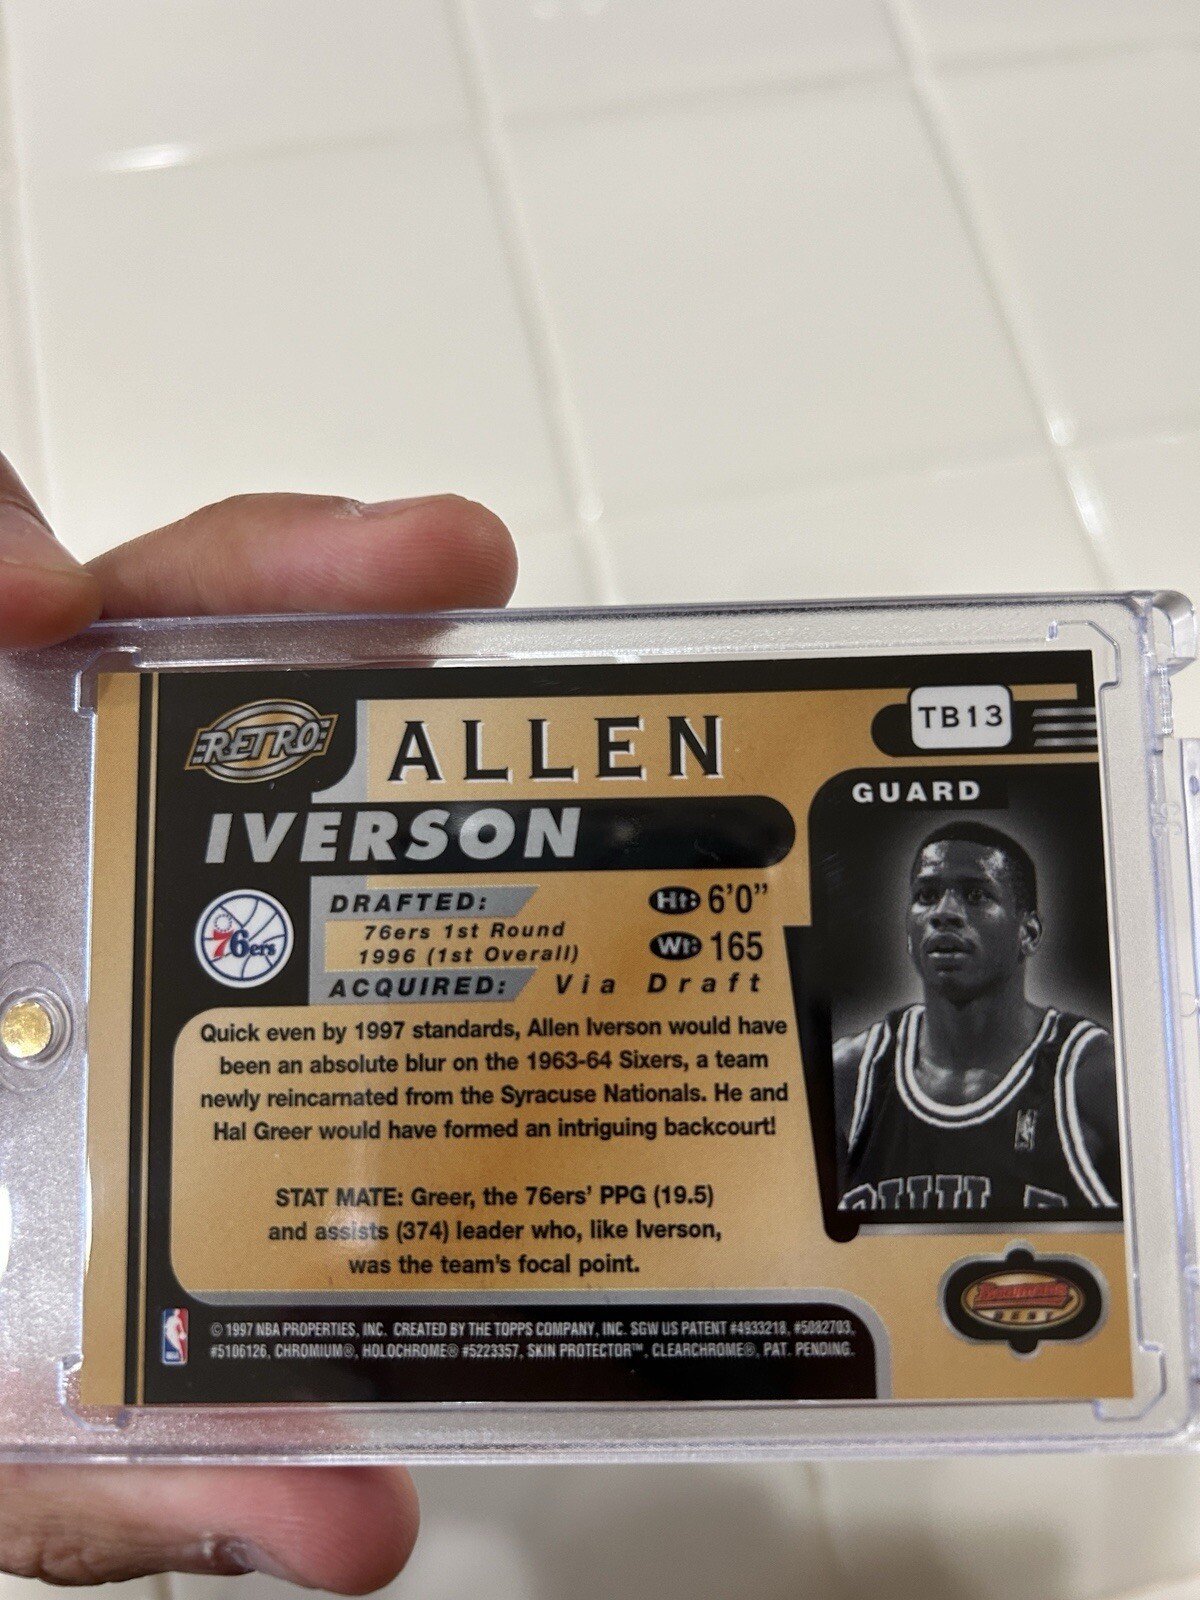 RETRO
ALLEN
TB13
IVERSON
GUARD
76ers
DRAFTED:
76ers 1st Round
1996 (1st Overall)
Ht: 6'0"
Wt: 165
ACQUIRED: Via Draft
Quick even by 1997 standards, Allen Iverson would have
been an absolute blur on the 1963-64 Sixers, a team
newly reincarnated from the Syracuse Nationals. He and
Hal Greer would have formed an intriguing backcourt!
STAT MATE: Greer, the 76ers' PPG (19.5)
and assists (374) leader who, like Iverson,
was the team's focal point.
BOWMAN'S
BEST
NBA
© 1997 NBA PROPERTIES, INC. CREATED BY THE TOPPS COMPANY, INC. SGW US PATENT #4933218, #5082703,
#5106126, CHROMIUM®, HOLOCHROME® #5223357, SKIN PROTECTOR™, CLEARCHROME®, PAT. PENDING.